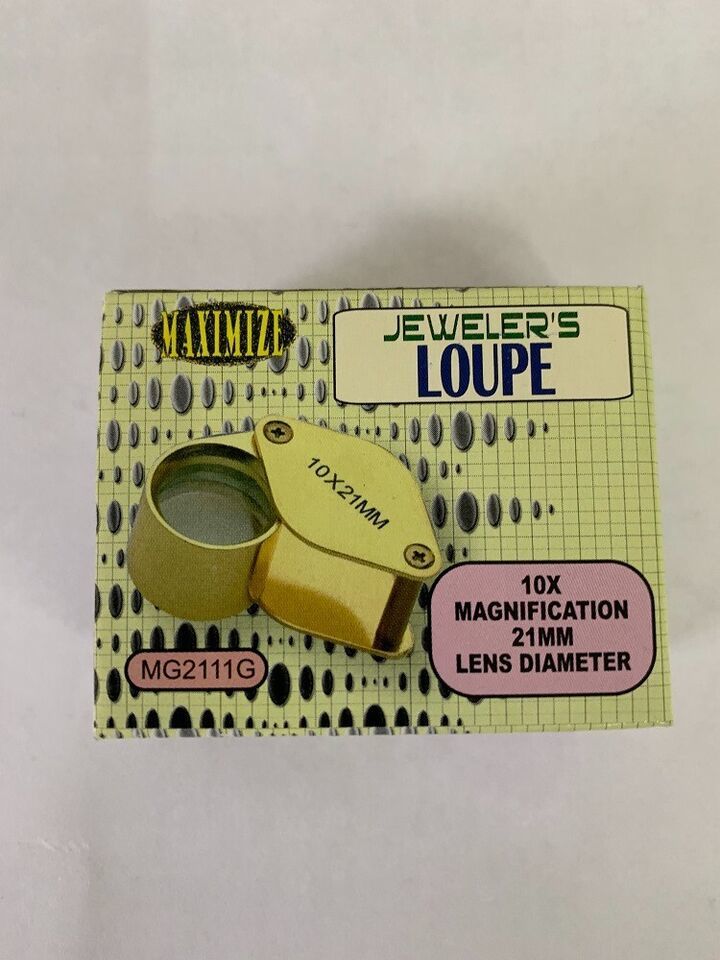 MAXIMIZE
JEWELER'S
LOUPE
10X21MM
10X
MAGNIFICATION
21MM
LENS DIAMETER
MG2111G